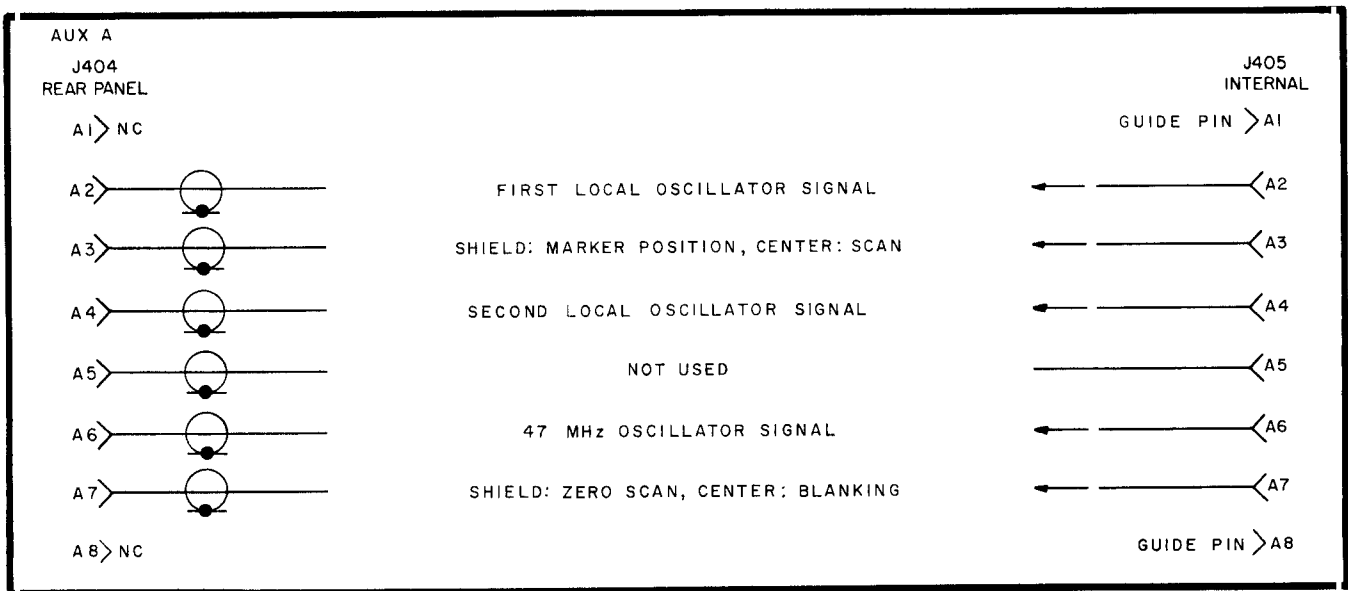 AUX A
J404
REAR PANEL
J405
INTERNAL
A1 NC
GUIDE PIN A1
A2 FIRST LOCAL OSCILLATOR SIGNAL A2
A3 SHIELD: MARKER POSITION, CENTER: SCAN A3
A4 SECOND LOCAL OSCILLATOR SIGNAL A4
A5 NOT USED A5
A6 47 MHz OSCILLATOR SIGNAL A6
A7 SHIELD: ZERO SCAN, CENTER: BLANKING A7
A8 NC
GUIDE PIN A8